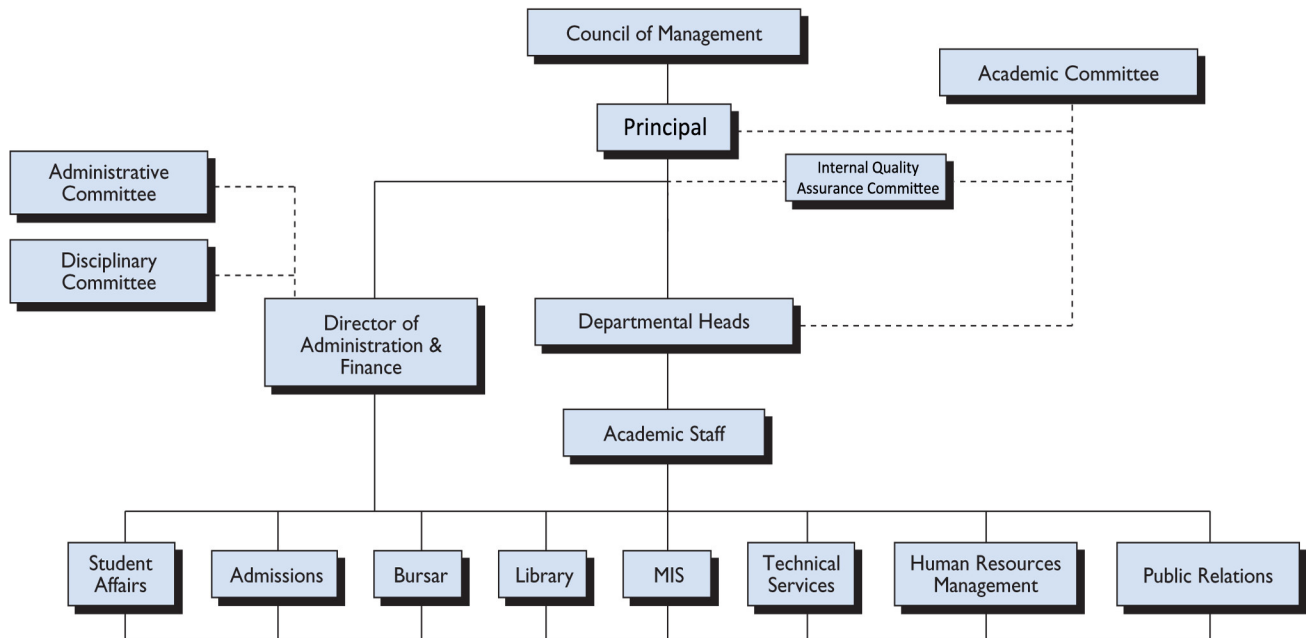 Council of Management
Academic Committee
Principal
Internal Quality
Assurance Committee
Administrative
Committee
Disciplinary
Committee
Director of
Administration &
Finance
Departmental Heads
Academic Staff
Student
Affairs
Admissions
Bursar
Library
MIS
Technical
Services
Human Resources
Management
Public Relations